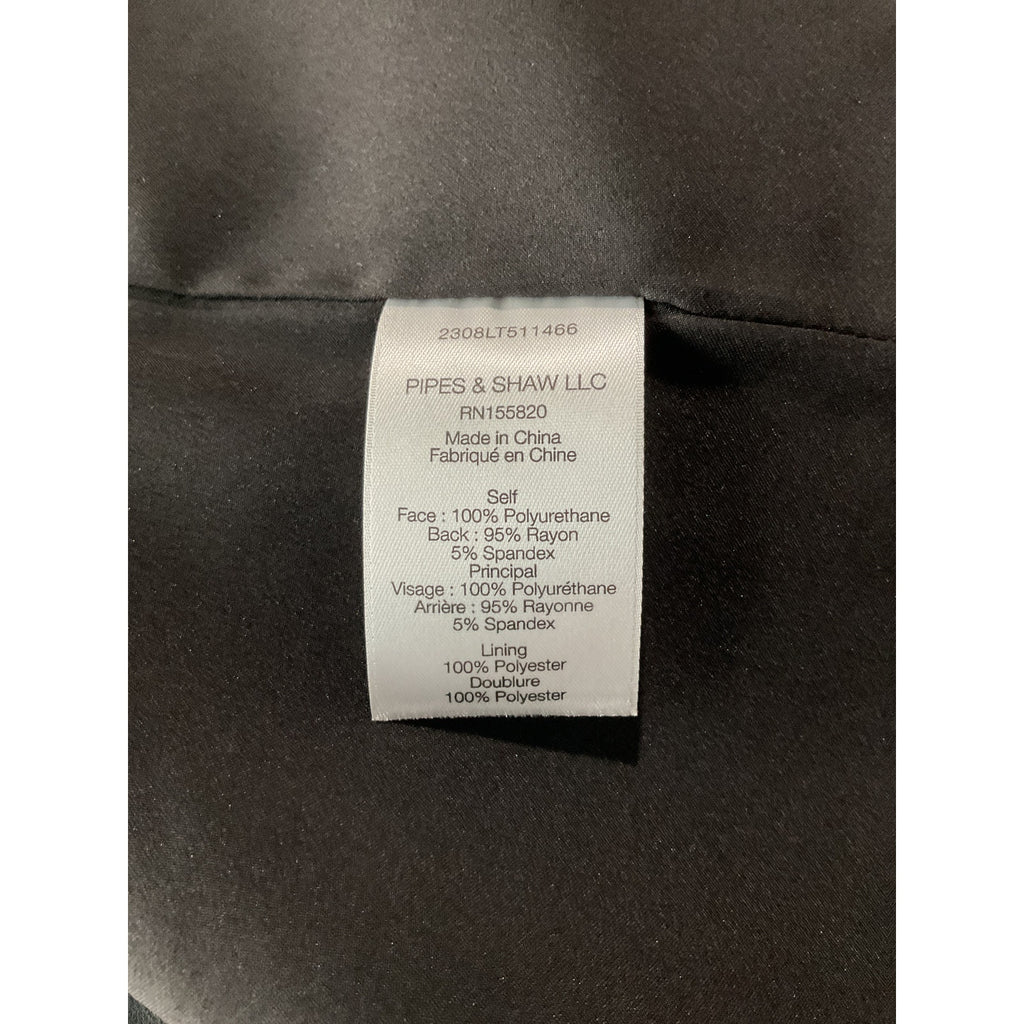 2308LT511466
PIPES & SHAW LLC
RN155820
Made in China
Fabriqué en Chine
Self
Face : 100% Polyurethane
Back : 95% Rayon
5% Spandex
Principal
Visage : 100% Polyuréthane
Arrière : 95% Rayonne
5% Spandex
Lining
100% Polyester
Doublure
100% Polyester